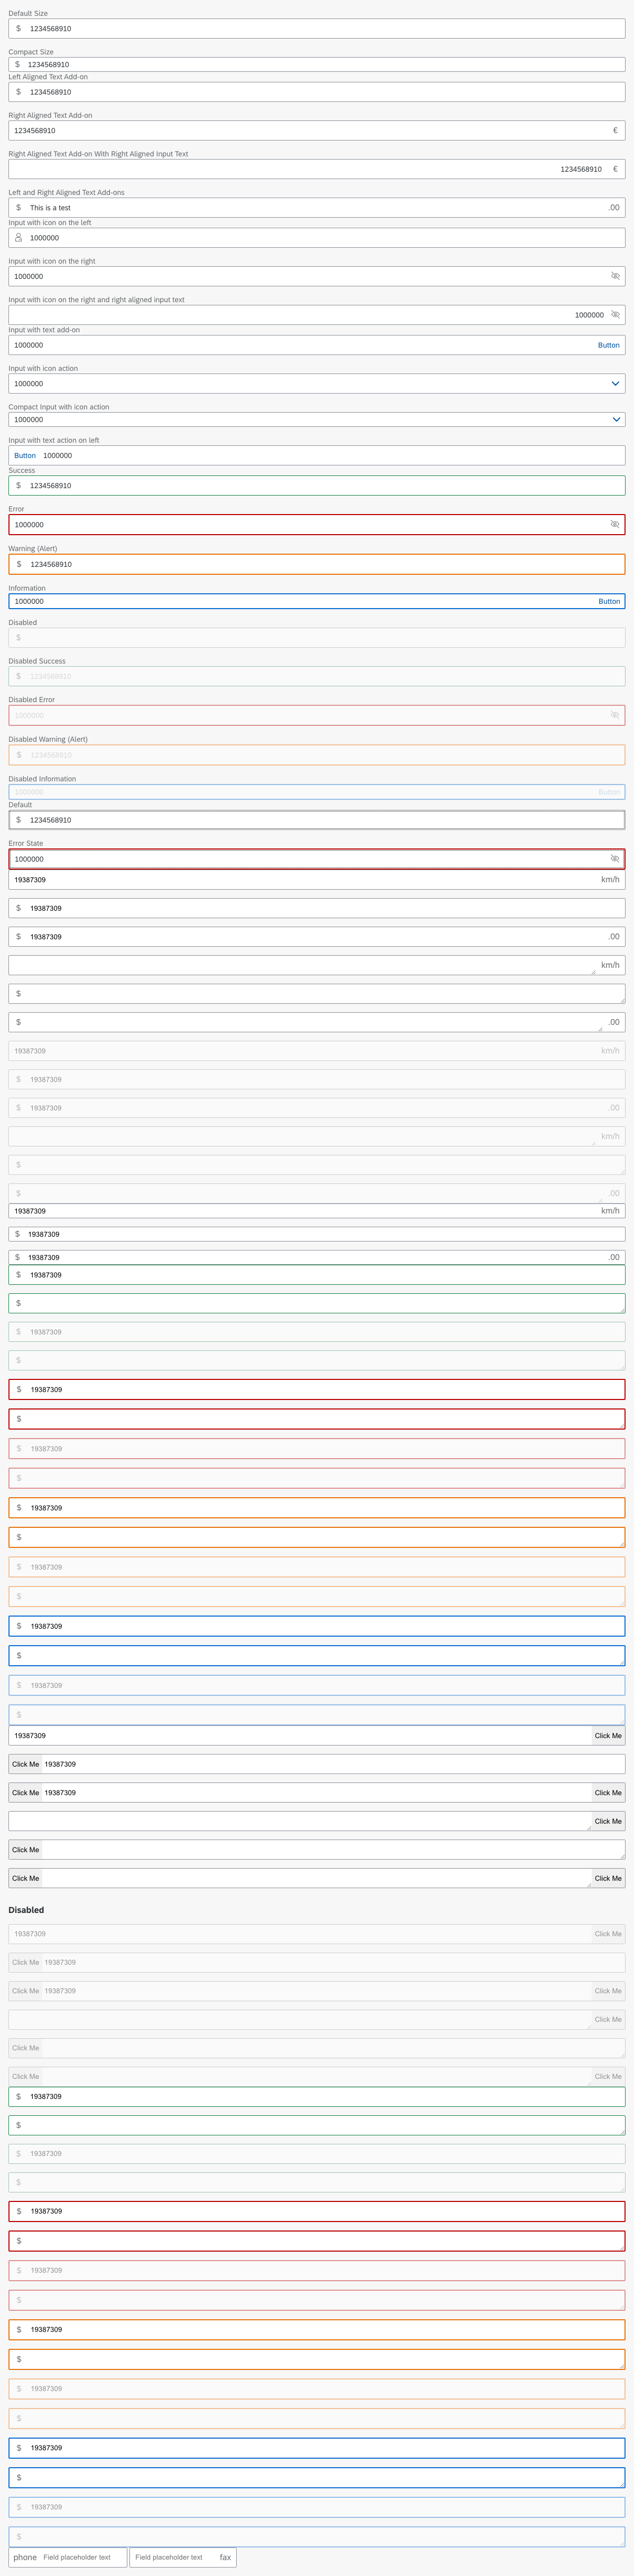 Default Size
$ 1234568910
Compact Size
$ 1234568910
Left Aligned Text Add-on
$ 1234568910
Right Aligned Text Add-on
1234568910 €
Right Aligned Text Add-on With Right Aligned Input Text
1234568910 €
Left and Right Aligned Text Add-ons
$ This is a test .00
Input with icon on the left
1000000
Input with icon on the right
1000000
Input with icon on the right and right aligned input text
1000000
Input with text add-on
1000000 Button
Input with icon action
1000000
Compact Input with icon action
1000000
Input with text action on left
Button 1000000
Success
$ 1234568910
Error
1000000
Warning (Alert)
$ 1234568910
Information
1000000 Button
Disabled
$
Disabled Success
$ 1234568910
Disabled Error
1000000
Disabled Warning (Alert)
$ 1234568910
Disabled Information
1000000 Button
Default
$ 1234568910
Error State
1000000
19387309 km/h
$ 19387309
$ 19387309 .00
km/h
$
$ .00
19387309 km/h
$ 19387309
$ 19387309 .00
km/h
$
$ .00
19387309 km/h
$ 19387309
$ 19387309 .00
$ 19387309
$
$ 19387309
$
$ 19387309
$
$ 19387309
$
$ 19387309
$
$ 19387309
$
$ 19387309
$
$ 19387309
$
19387309 Click Me
Click Me 19387309
Click Me 19387309 Click Me
Click Me
Click Me
Click Me Click Me
Disabled
19387309 Click Me
Click Me 19387309
Click Me 19387309 Click Me
Click Me
Click Me
Click Me Click Me
$ 19387309
$
$ 19387309
$
$ 19387309
$
$ 19387309
$
$ 19387309
$
$ 19387309
$
$ 19387309
$
$ 19387309
$
phone Field placeholder text Field placeholder text fax